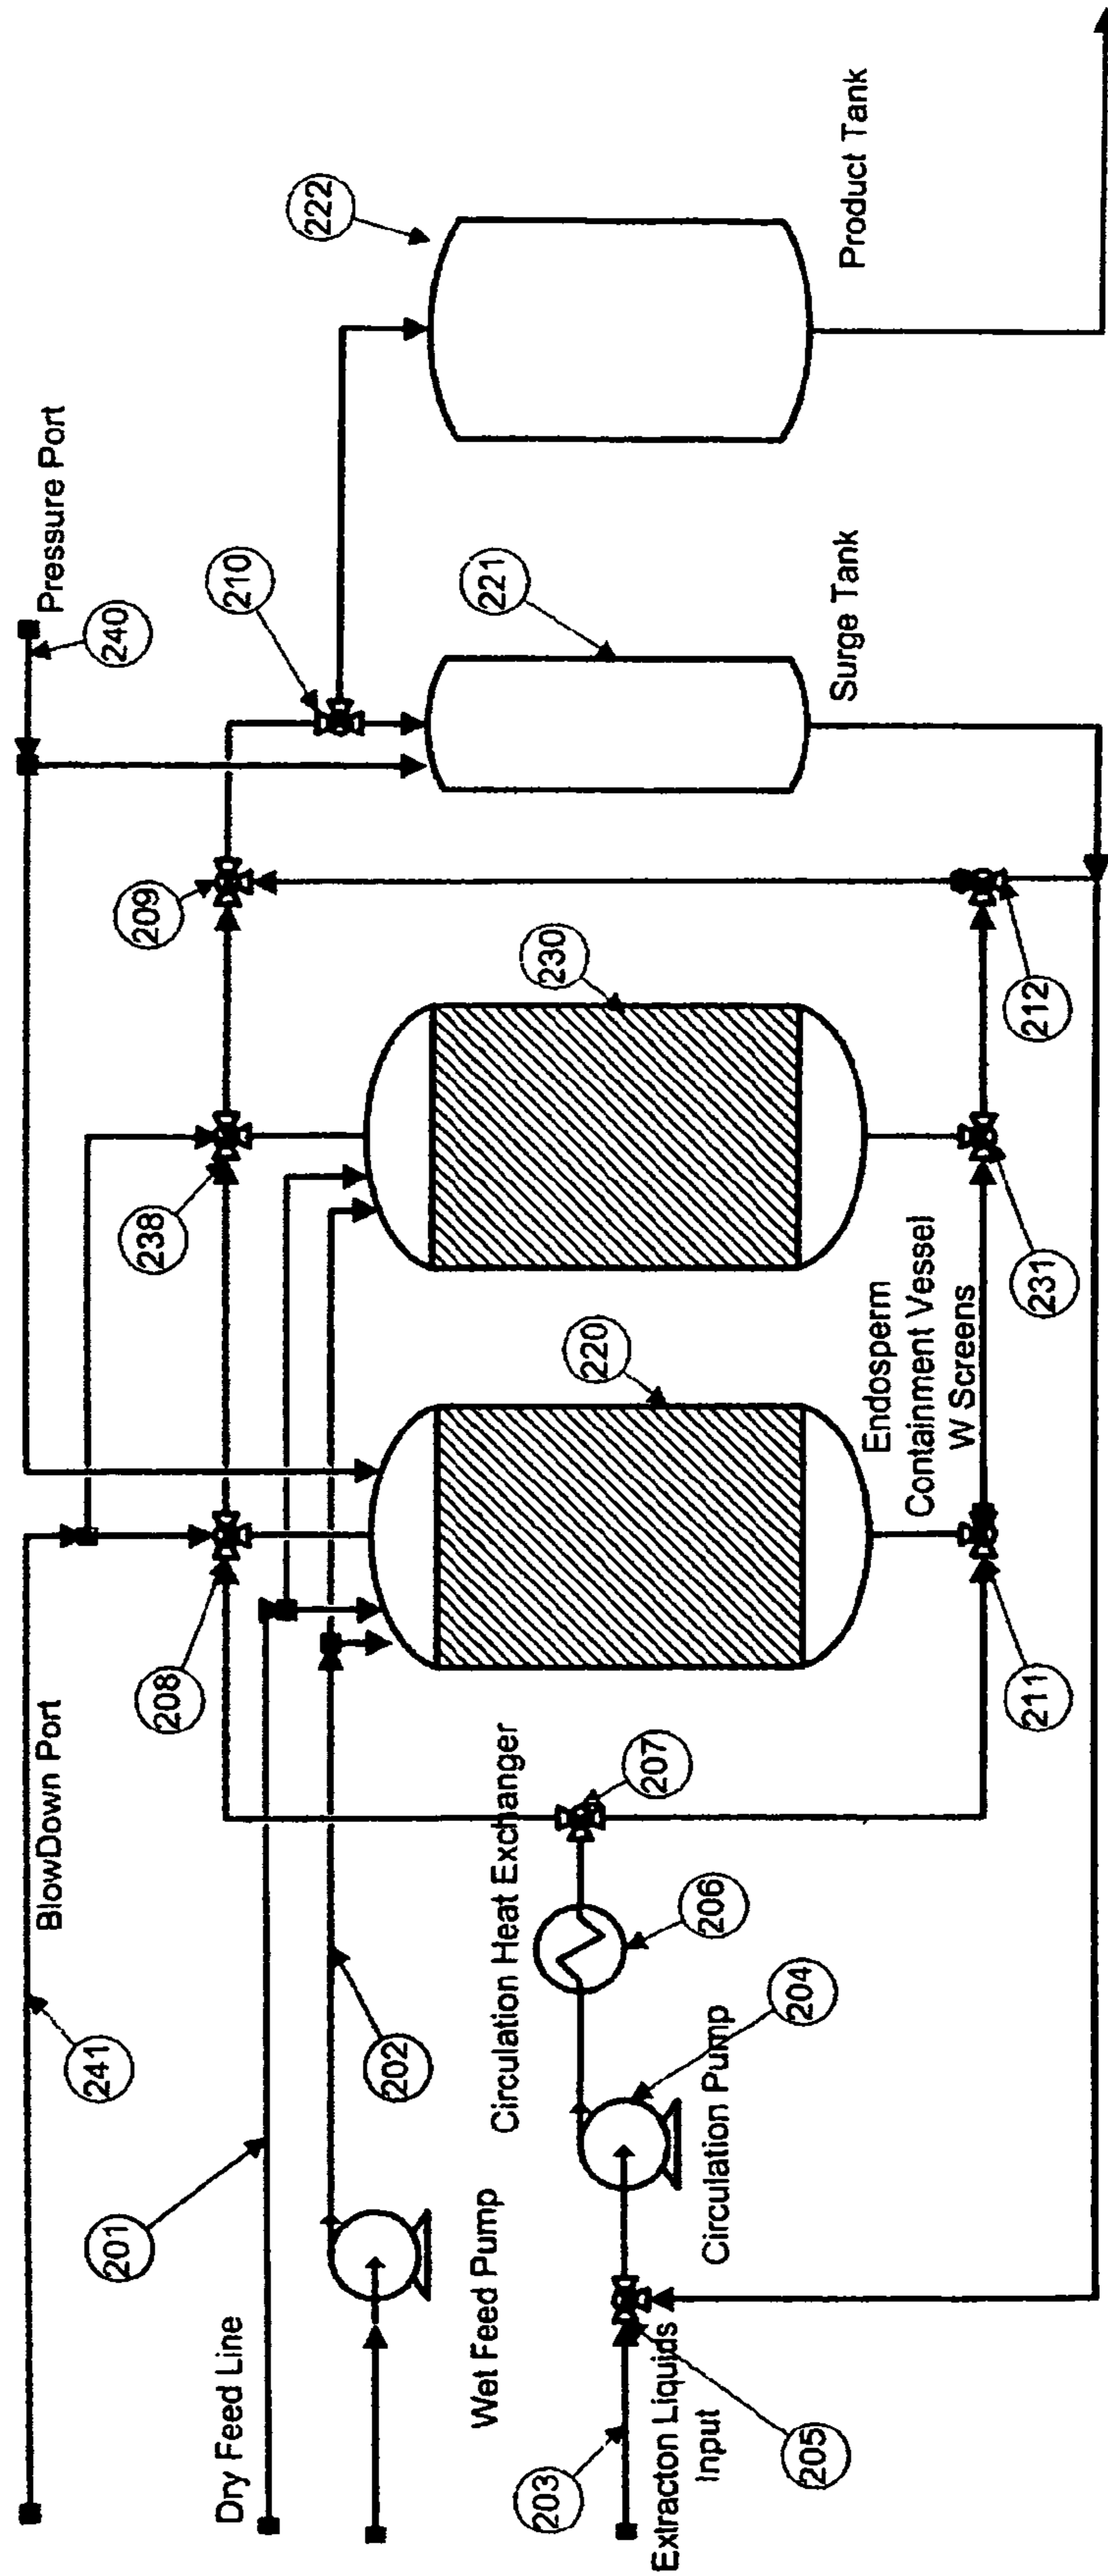 BlowDown Port
Pressure Port
241
240
Dry Feed Line
201
208
238
209
210
222
202
Wet Feed Pump
Circulation Heat Exchanger
220
230
221
207
206
203
Extracton Liquids
Input
205
204
Circulation Pump
211
Endosperm
Containment Vessel
W Screens
231
212
Surge Tank
Product Tank